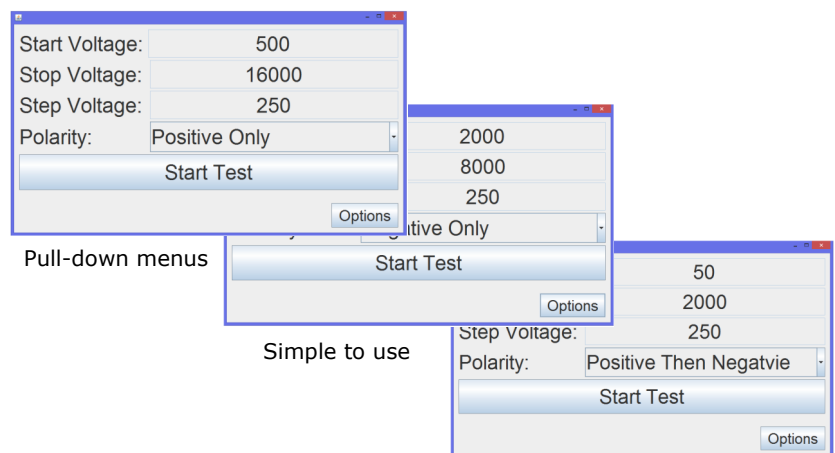 Start Voltage: 500
Stop Voltage: 16000
Step Voltage: 250
Polarity: Positive Only
Start Test
Options
Pull-down menus
2000
8000
250
Only
Start Test
Options
Simple to use
50
2000
Step Voltage: 250
Polarity: Positive Then Negatvie
Start Test
Options